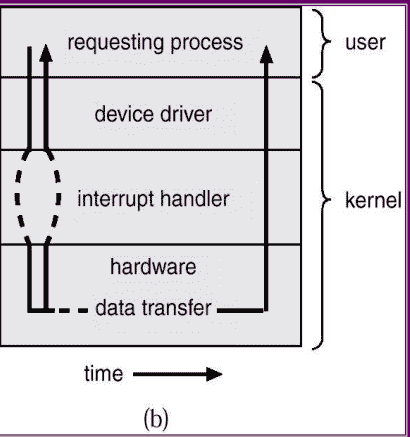 requesting process
user
device driver
interrupt handler
kernel
hardware
data transfer
time
(b)